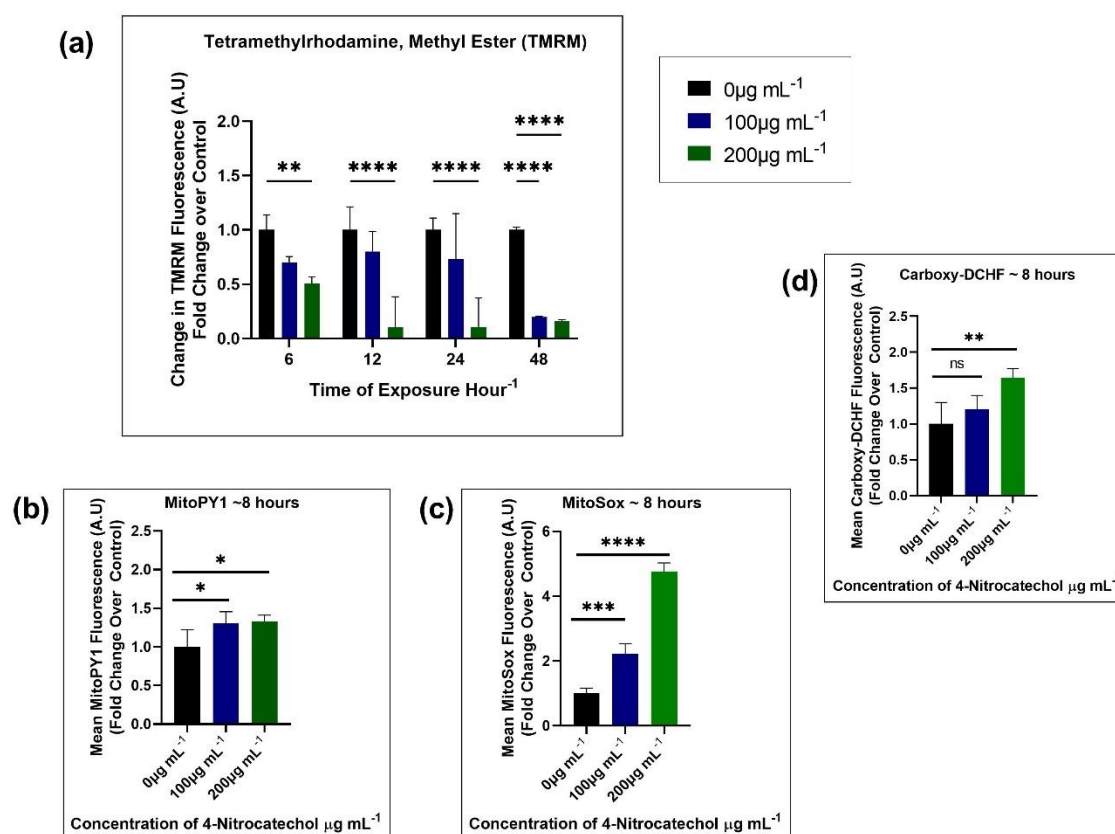 (a)
Tetramethylrhodamine, Methyl Ester (TMRM)
Change in TMRM Fluorescence (A.U)
Fold Change over Control
2.0
1.5
1.0
0.5
0.0
**
****
****
****
****
6 12 24 48
Time of Exposure Hour⁻¹
0µg mL⁻¹
100µg mL⁻¹
200µg mL⁻¹
(b)
MitoPY1 ~8 hours
Mean MitoPY1 Fluorescence (A.U)
(Fold Change Over Control)
2.5
2.0
1.5
1.0
0.5
0.0
*
*
0µg mL⁻¹
100µg mL⁻¹
200µg mL⁻¹
Concentration of 4-Nitrocatechol µg mL⁻¹
(c)
MitoSox ~ 8 hours
Mean MitoSox Fluorescence (A.U)
(Fold Change Over Control)
6
4
2
0
****
***
0µg mL⁻¹
100µg mL⁻¹
200µg mL⁻¹
Concentration of 4-Nitrocatechol µg mL⁻¹
(d)
Carboxy-DCHF ~ 8 hours
Mean Carboxy-DCHF Fluorescence (A.U)
(Fold Change Over Control)
2.5
2.0
1.5
1.0
0.5
0.0
**
ns
0µg mL⁻¹
100µg mL⁻¹
200µg mL⁻¹
Concentration of 4-Nitrocatechol µg mL⁻